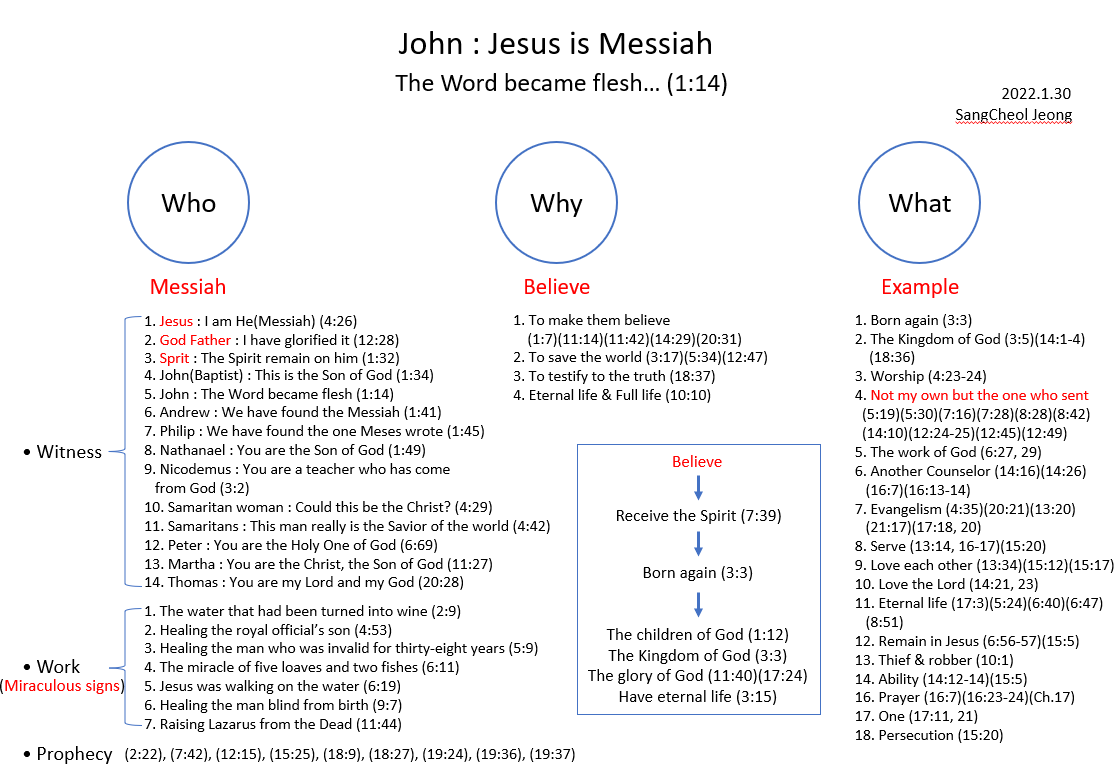 John : Jesus is Messiah
The Word became flesh... (1:14)
2022.1.30
SangCheol Jeong
Who
Messiah
• Witness
1. Jesus : I am He(Messiah) (4:26)
2. God Father : I have glorified it (12:28)
3. Sprit : The Spirit remain on him (1:32)
4. John(Baptist) : This is the Son of God (1:34)
5. John : The Word became flesh (1:14)
6. Andrew : We have found the Messiah (1:41)
7. Philip : We have found the one Meses wrote (1:45)
8. Nathanael : You are the Son of God (1:49)
9. Nicodemus : You are a teacher who has come
from God (3:2)
10. Samaritan woman : Could this be the Christ? (4:29)
11. Samaritans : This man really is the Savior of the world (4:42)
12. Peter : You are the Holy One of God (6:69)
13. Martha : You are the Christ, the Son of God (11:27)
14. Thomas : You are my Lord and my God (20:28)
• Work
(Miraculous signs)
1. The water that had been turned into wine (2:9)
2. Healing the royal official's son (4:53)
3. Healing the man who was invalid for thirty-eight years (5:9)
4. The miracle of five loaves and two fishes (6:11)
5. Jesus was walking on the water (6:19)
6. Healing the man blind from birth (9:7)
7. Raising Lazarus from the Dead (11:44)
• Prophecy (2:22), (7:42), (12:15), (15:25), (18:9), (18:27), (19:24), (19:36), (19:37)
Why
Believe
1. To make them believe
(1:7)(11:14)(11:42)(14:29)(20:31)
2. To save the world (3:17)(5:34)(12:47)
3. To testify to the truth (18:37)
4. Eternal life & Full life (10:10)
Believe
Receive the Spirit (7:39)
Born again (3:3)
The children of God (1:12)
The Kingdom of God (3:3)
The glory of God (11:40)(17:24)
Have eternal life (3:15)
What
Example
1. Born again (3:3)
2. The Kingdom of God (3:5)(14:1-4)
(18:36)
3. Worship (4:23-24)
4. Not my own but the one who sent
(5:19)(5:30)(7:16)(7:28)(8:28)(8:42)
(14:10)(12:24-25)(12:45)(12:49)
5. The work of God (6:27, 29)
6. Another Counselor (14:16)(14:26)
(16:7)(16:13-14)
7. Evangelism (4:35)(20:21)(13:20)
(21:17)(17:18, 20)
8. Serve (13:14, 16-17)(15:20)
9. Love each other (13:34)(15:12)(15:17)
10. Love the Lord (14:21, 23)
11. Eternal life (17:3)(5:24)(6:40)(6:47)
(8:51)
12. Remain in Jesus (6:56-57)(15:5)
13. Thief & robber (10:1)
14. Ability (14:12-14)(15:5)
16. Prayer (16:7)(16:23-24)(Ch.17)
17. One (17:11, 21)
18. Persecution (15:20)